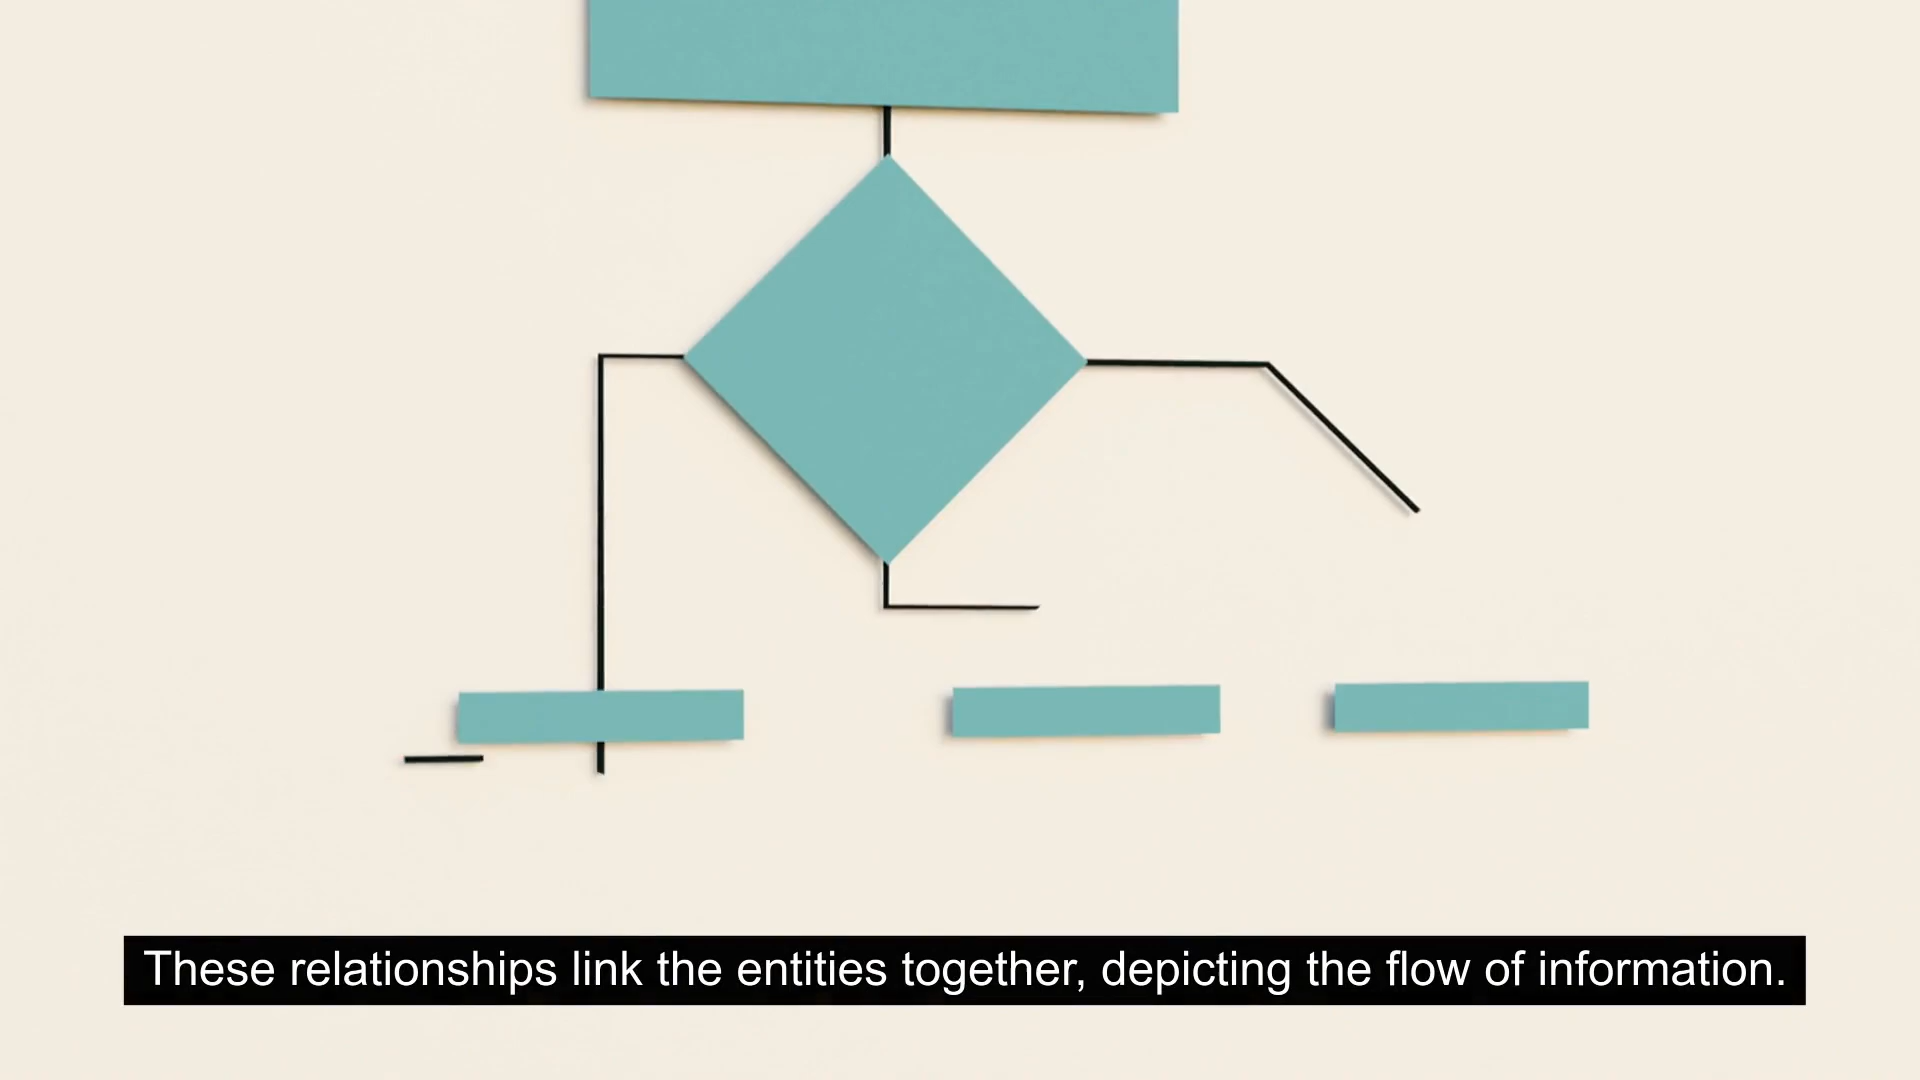 These relationships link the entities together, depicting the flow of information.